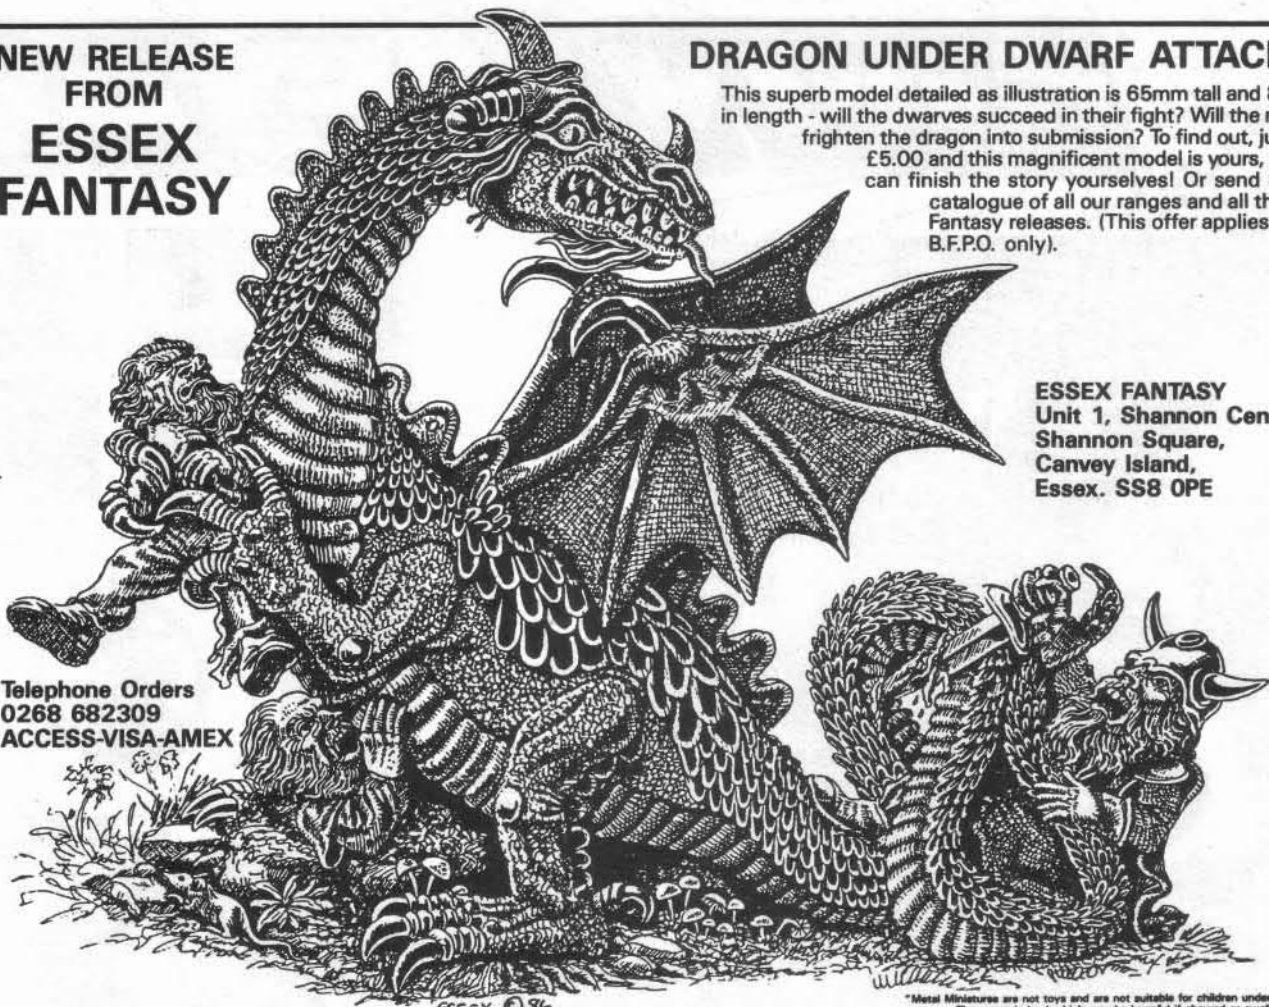 NEW RELEASE
FROM
ESSEX
FANTASY
DRAGON UNDER DWARF ATTACK
This superb model detailed as illustration is 65mm tall and 8
in length - will the dwarves succeed in their fight? Will the
frighten the dragon into submission? To find out, ju
£5.00 and this magnificent model is yours,
can finish the story yourselves! Or send
catalogue of all our ranges and all th
Fantasy releases. (This offer applies
B.F.P.O. only).
ESSEX FANTASY
Unit 1, Shannon Cen
Shannon Square,
Canvey Island,
Essex. SS8 0PE
Telephone Orders
0268 682309
ACCESS-VISA-AMEX
ESSEX © 86
"Metal Miniatures are not toys and are not suitable for children under